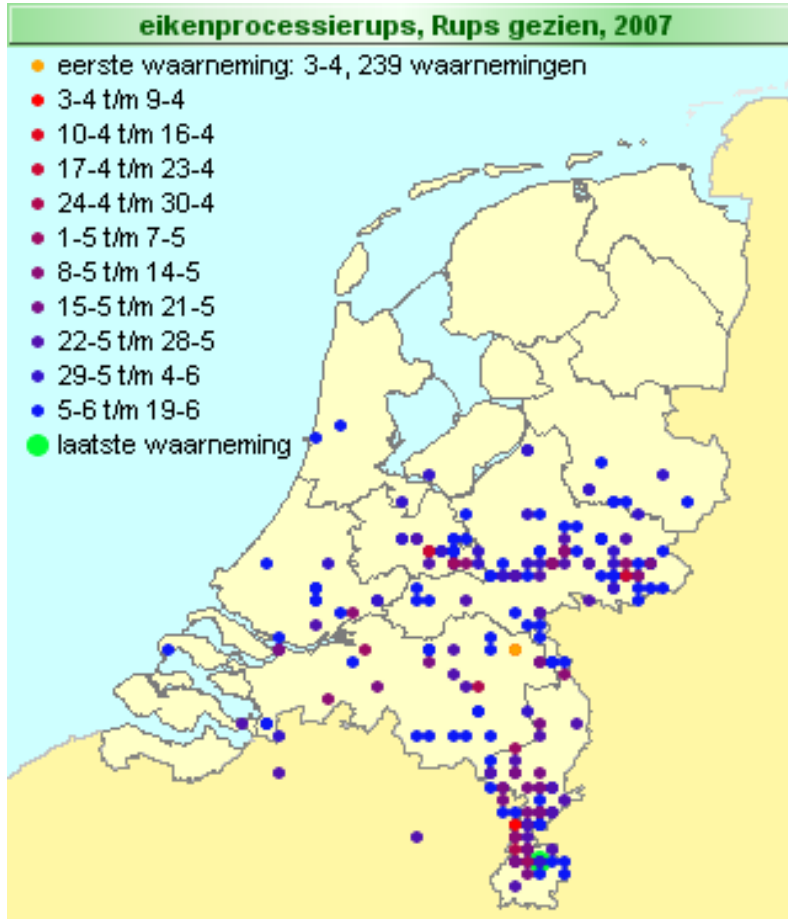 eikenprocessierups, Rups gezien, 2007
eerste waarneming: 3-4, 239 waarnemingen
3-4 t/m 9-4
10-4 t/m 16-4
17-4 t/m 23-4
24-4 t/m 30-4
1-5 t/m 7-5
8-5 t/m 14-5
15-5 t/m 21-5
22-5 t/m 28-5
29-5 t/m 4-6
5-6 t/m 19-6
laatste waarneming